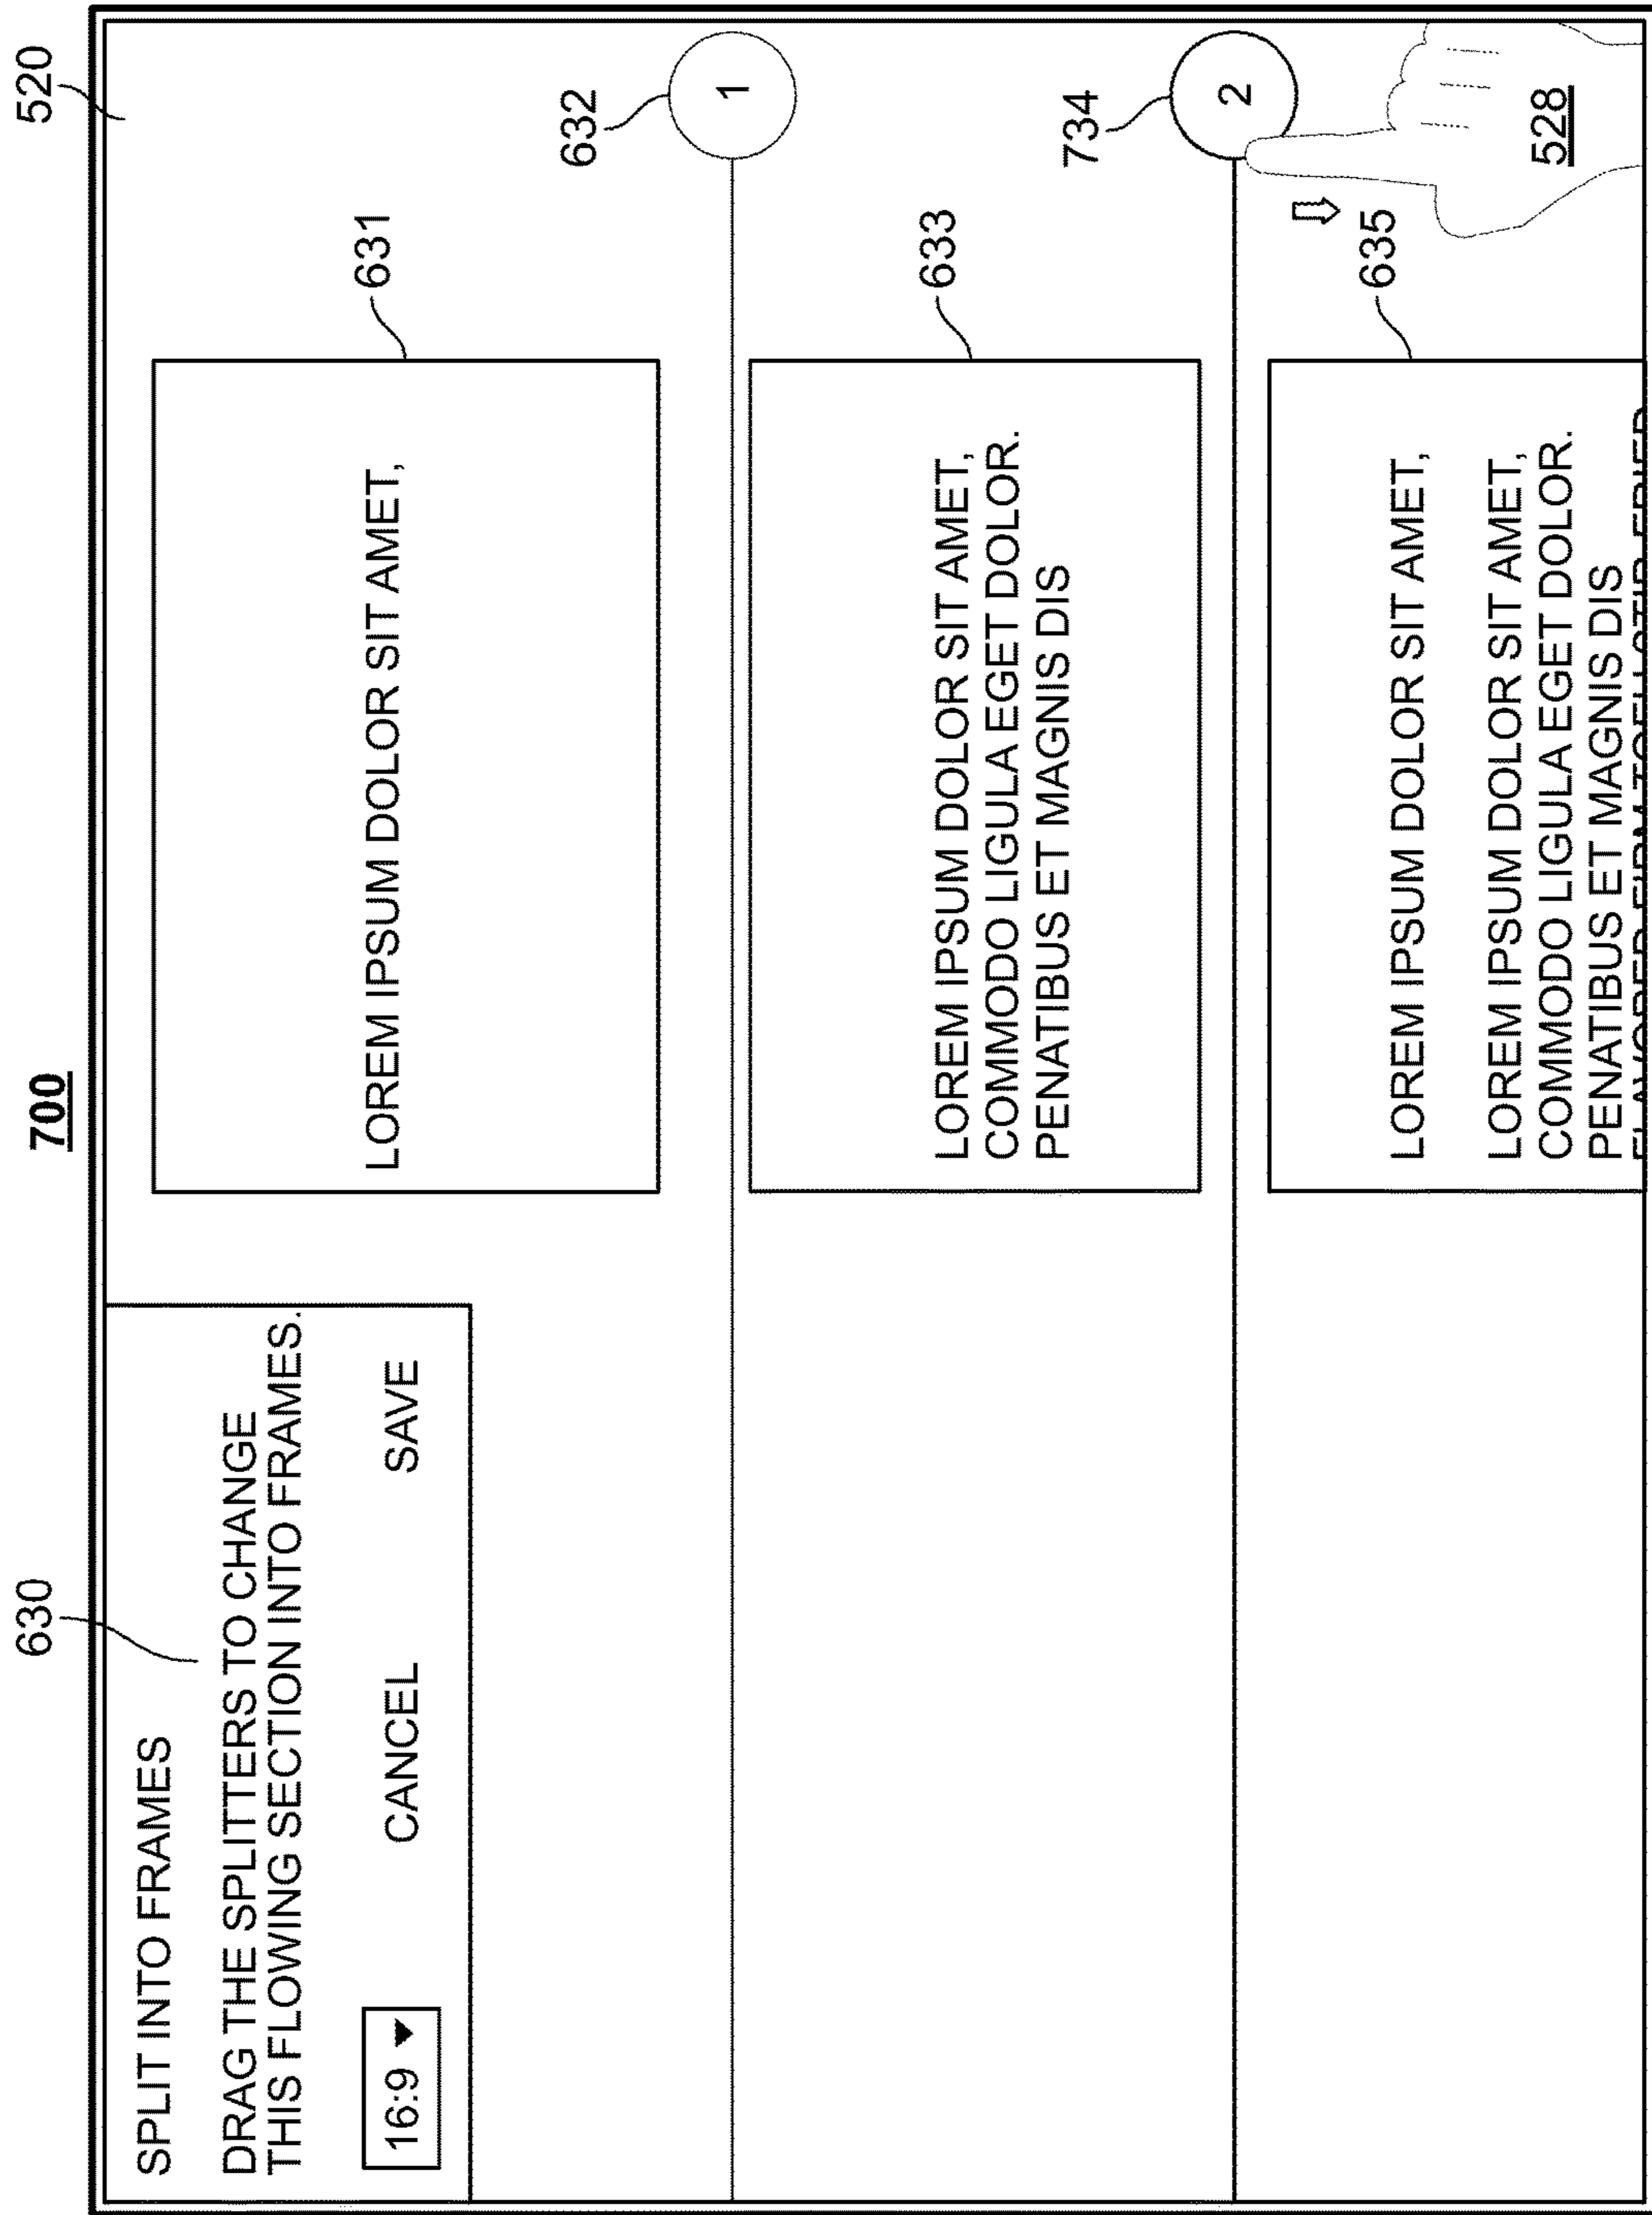 700
630
520
SPLIT INTO FRAMES
DRAG THE SPLITTERS TO CHANGE
THIS FLOWING SECTION INTO FRAMES.
16:9 CANCEL SAVE
LOREM IPSUM DOLOR SIT AMET,
631
632
1
LOREM IPSUM DOLOR SIT AMET,
COMMODO LIGULA EGET DOLOR.
PENATIBUS ET MAGNIS DIS
633
734
2
635
LOREM IPSUM DOLOR SIT AMET,
LOREM IPSUM DOLOR SIT AMET,
COMMODO LIGULA EGET DOLOR.
PENATIBUS ET MAGNIS DIS
528